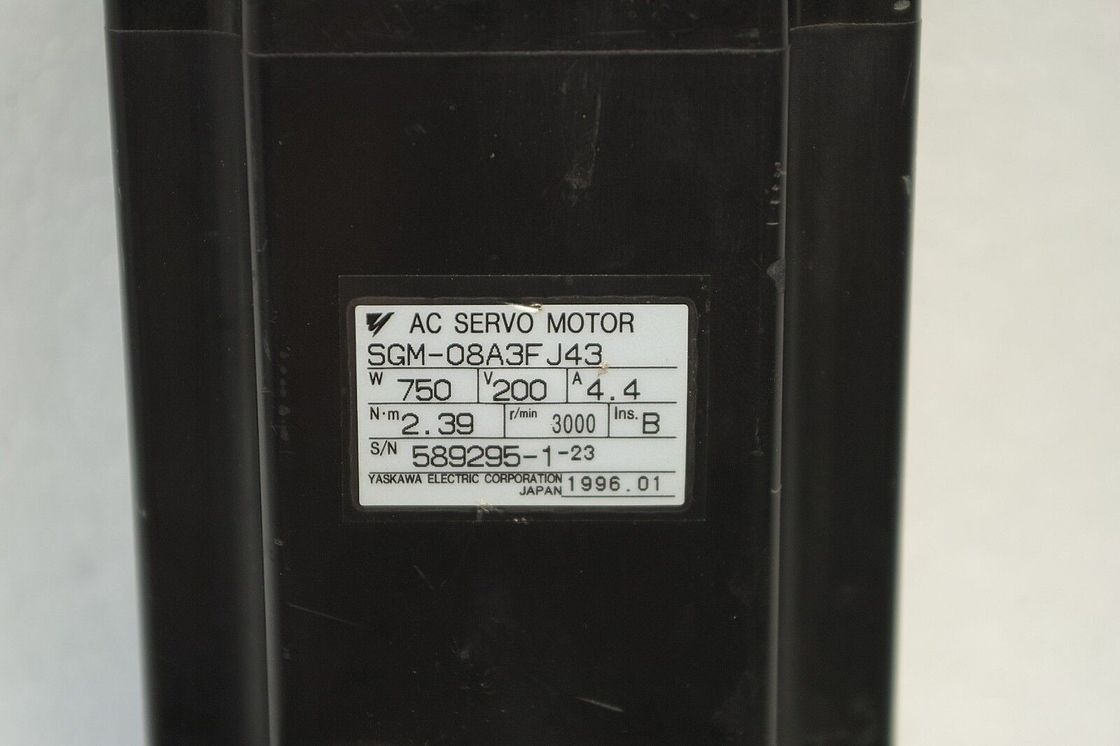 AC SERVO MOTOR
SGM-08A3FJ43
W 750 V 200 A 4.4
N·m 2.39 r/min 3000 Ins. B
S/N 589295-1-23
YASKAWA ELECTRIC CORPORATION
JAPAN 1996.01